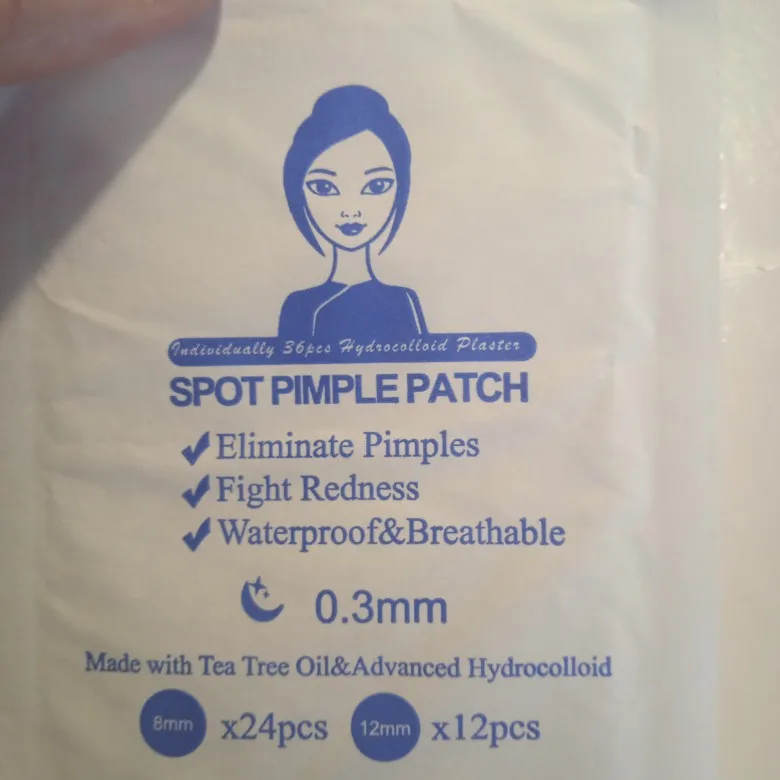 Individually 36pcs Hydrocolloid Plaster
SPOT PIMPLE PATCH
Eliminate Pimples
Fight Redness
Waterproof&Breathable
0.3mm
Made with Tea Tree Oil&Advanced Hydrocolloid
8mm x24pcs 12mm x12pcs